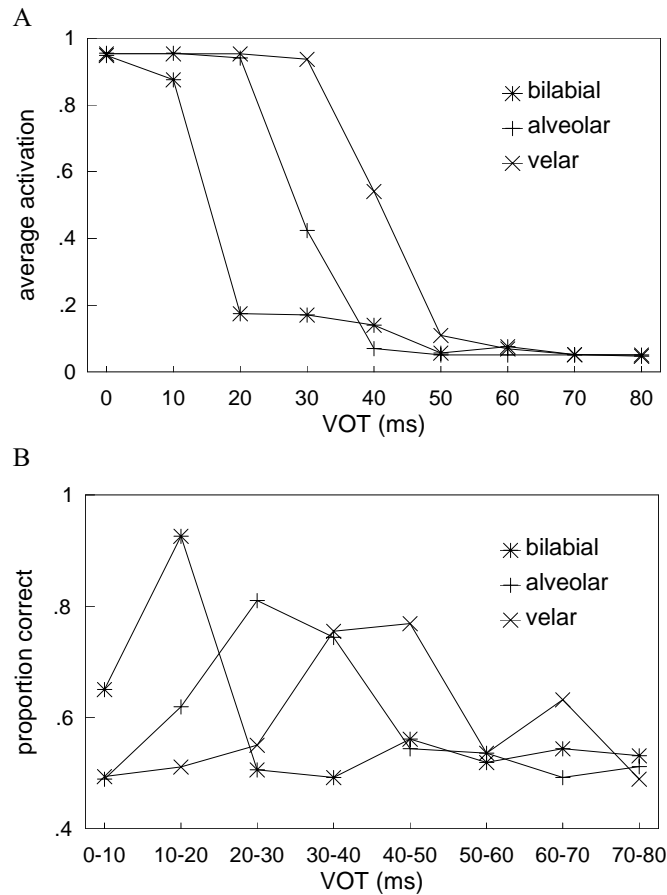 A
1
.8
.6
.4
.2
0
average activation
bilabial
alveolar
velar
0 10 20 30 40 50 60 70 80
VOT (ms)
B
1
.8
.6
.4
proportion correct
bilabial
alveolar
velar
0-10 10-20 20-30 30-40 40-50 50-60 60-70 70-80
VOT (ms)